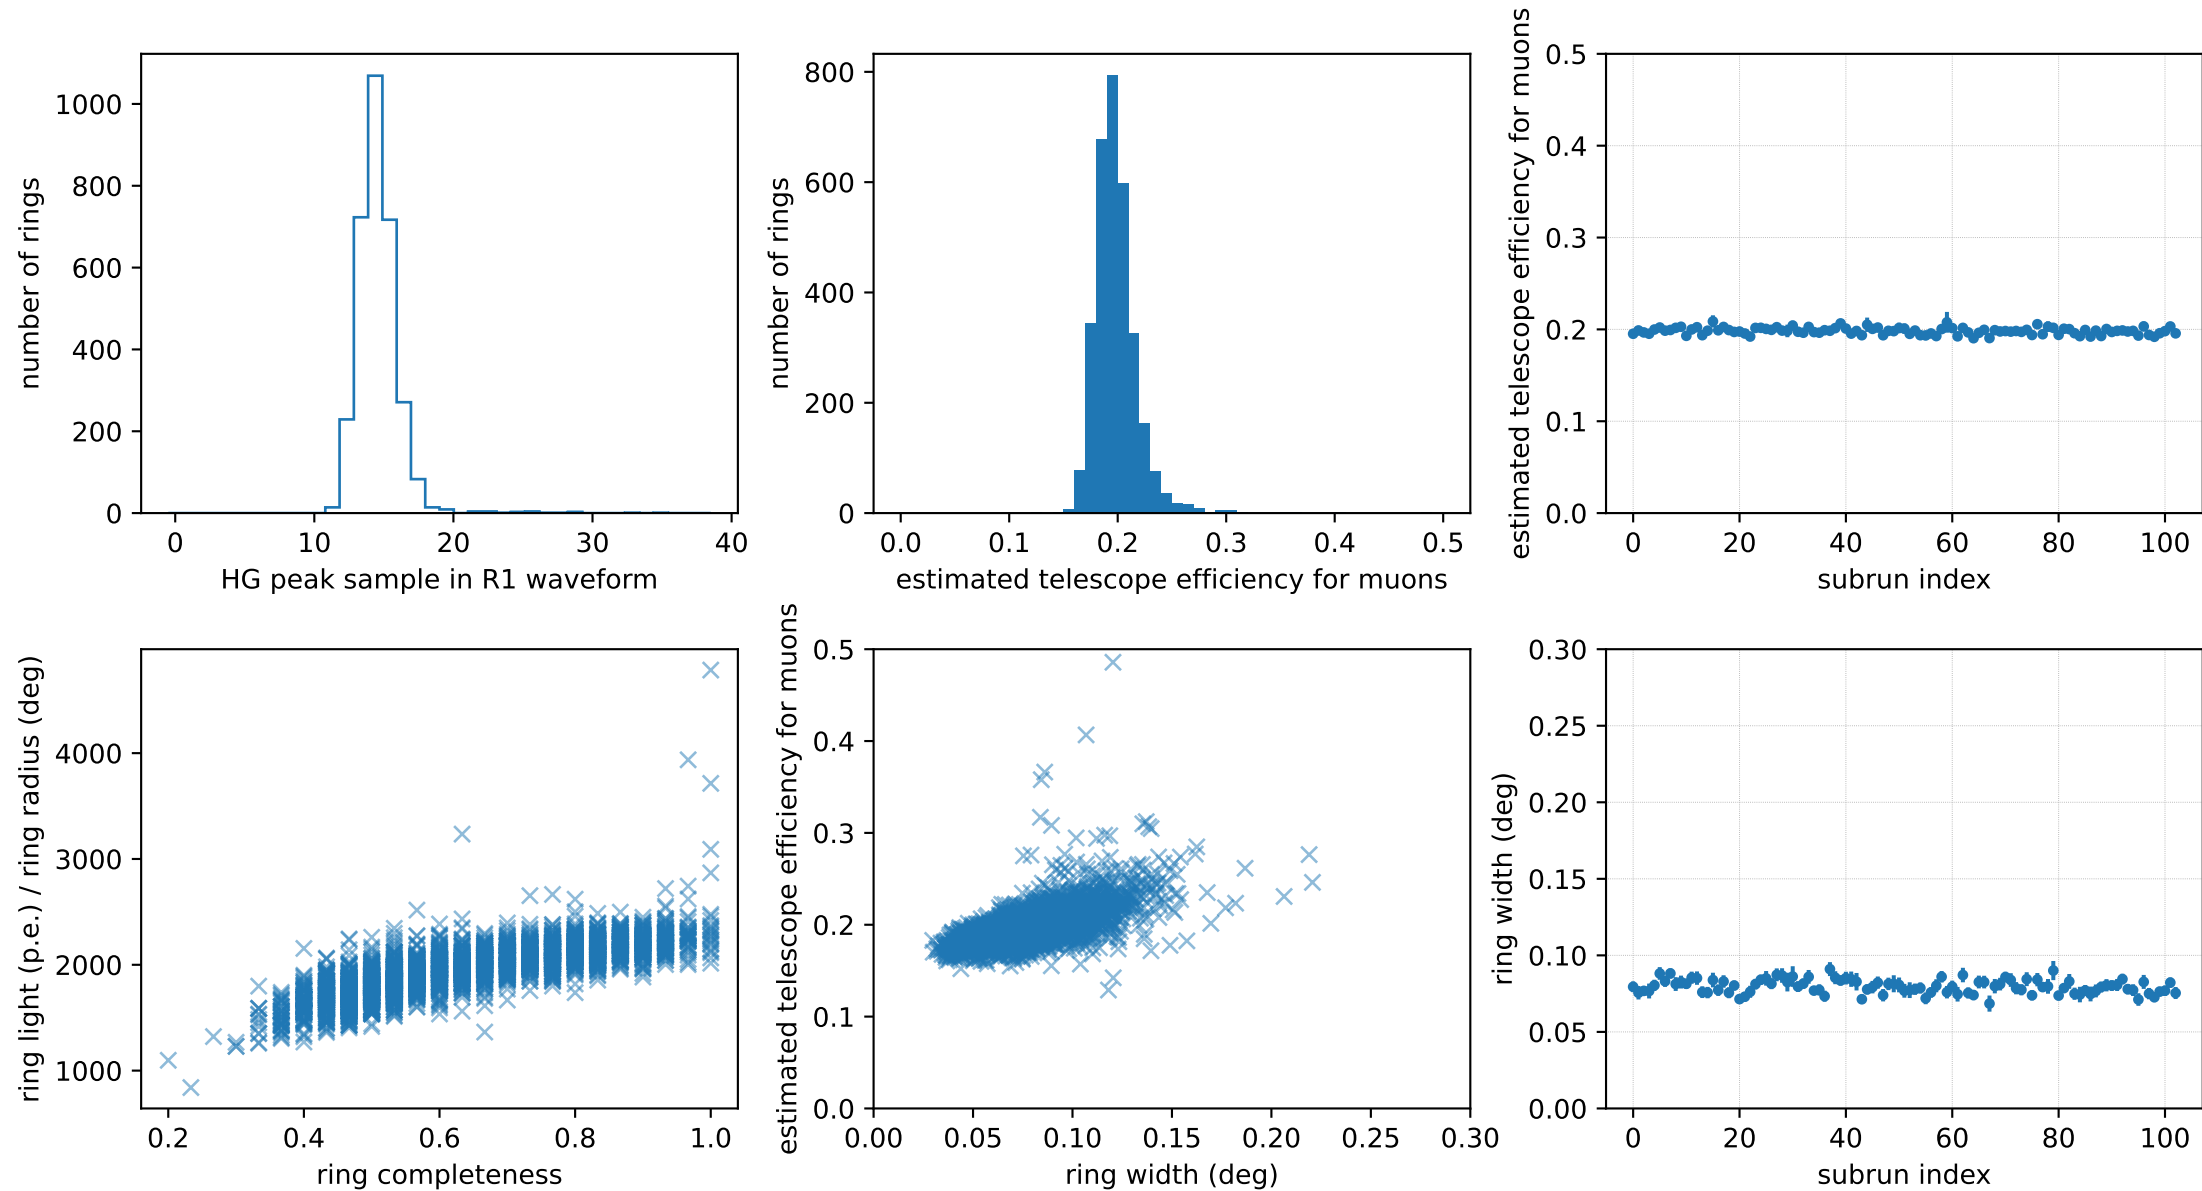 number of rings
1000
800
600
400
200
0
0 10 20 30 40
HG peak sample in R1 waveform
number of rings
800
600
400
200
0
0.0 0.1 0.2 0.3 0.4 0.5
estimated telescope efficiency for muons
estimated telescope efficiency for muons
0.5
0.4
0.3
0.2
0.1
0.0
0 20 40 60 80 100
subrun index
ring light (p.e.) / ring radius (deg)
4000
3000
2000
1000
0.2 0.4 0.6 0.8 1.0
ring completeness
estimated telescope efficiency for muons
0.5
0.4
0.3
0.2
0.1
0.0
0.00 0.05 0.10 0.15 0.20 0.25 0.30
ring width (deg)
ring width (deg)
0.30
0.25
0.20
0.15
0.10
0.05
0.00
0 20 40 60 80 100
subrun index